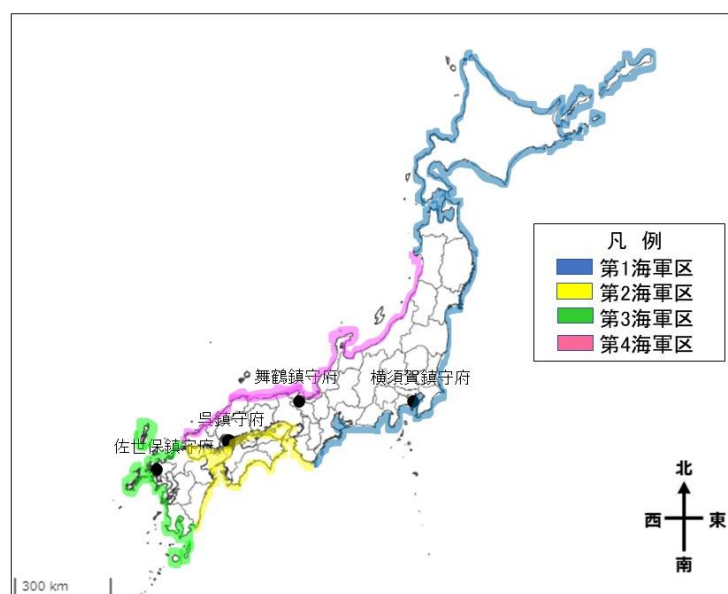 凡 例
第1海軍区
第2海軍区
第3海軍区
第4海軍区
舞鶴鎮守府
横須賀鎮守府
呉鎮守府
佐世保鎮守府
北
西 東
南
300 km